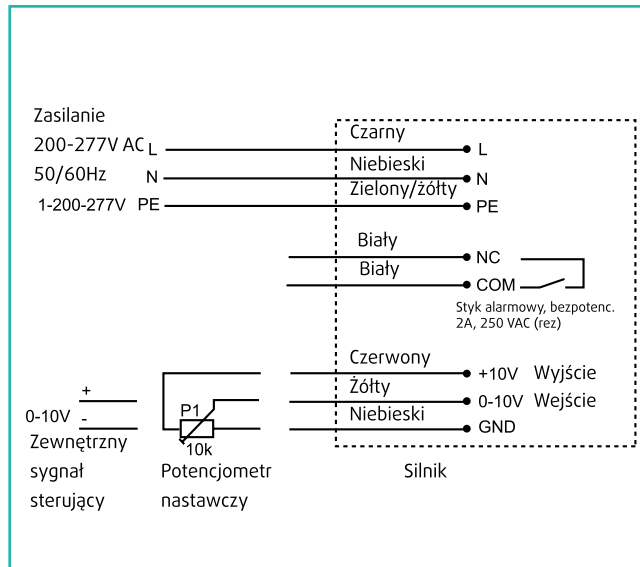 Zasilanie
200-277V AC L Czarny L
50/60Hz N Niebieski N
1-200-277V PE Zielony/żółty PE
Biały NC
Biały COM
Styk alarmowy, bezpotenc.
2A, 250 VAC (rez)
Czerwony +10V Wyjście
+ Żółty 0-10V Wejście
0-10V - P1 Niebieski GND
10k
Zewnętrzny
sygnał
sterujący
Potencjometr
nastawczy
Silnik